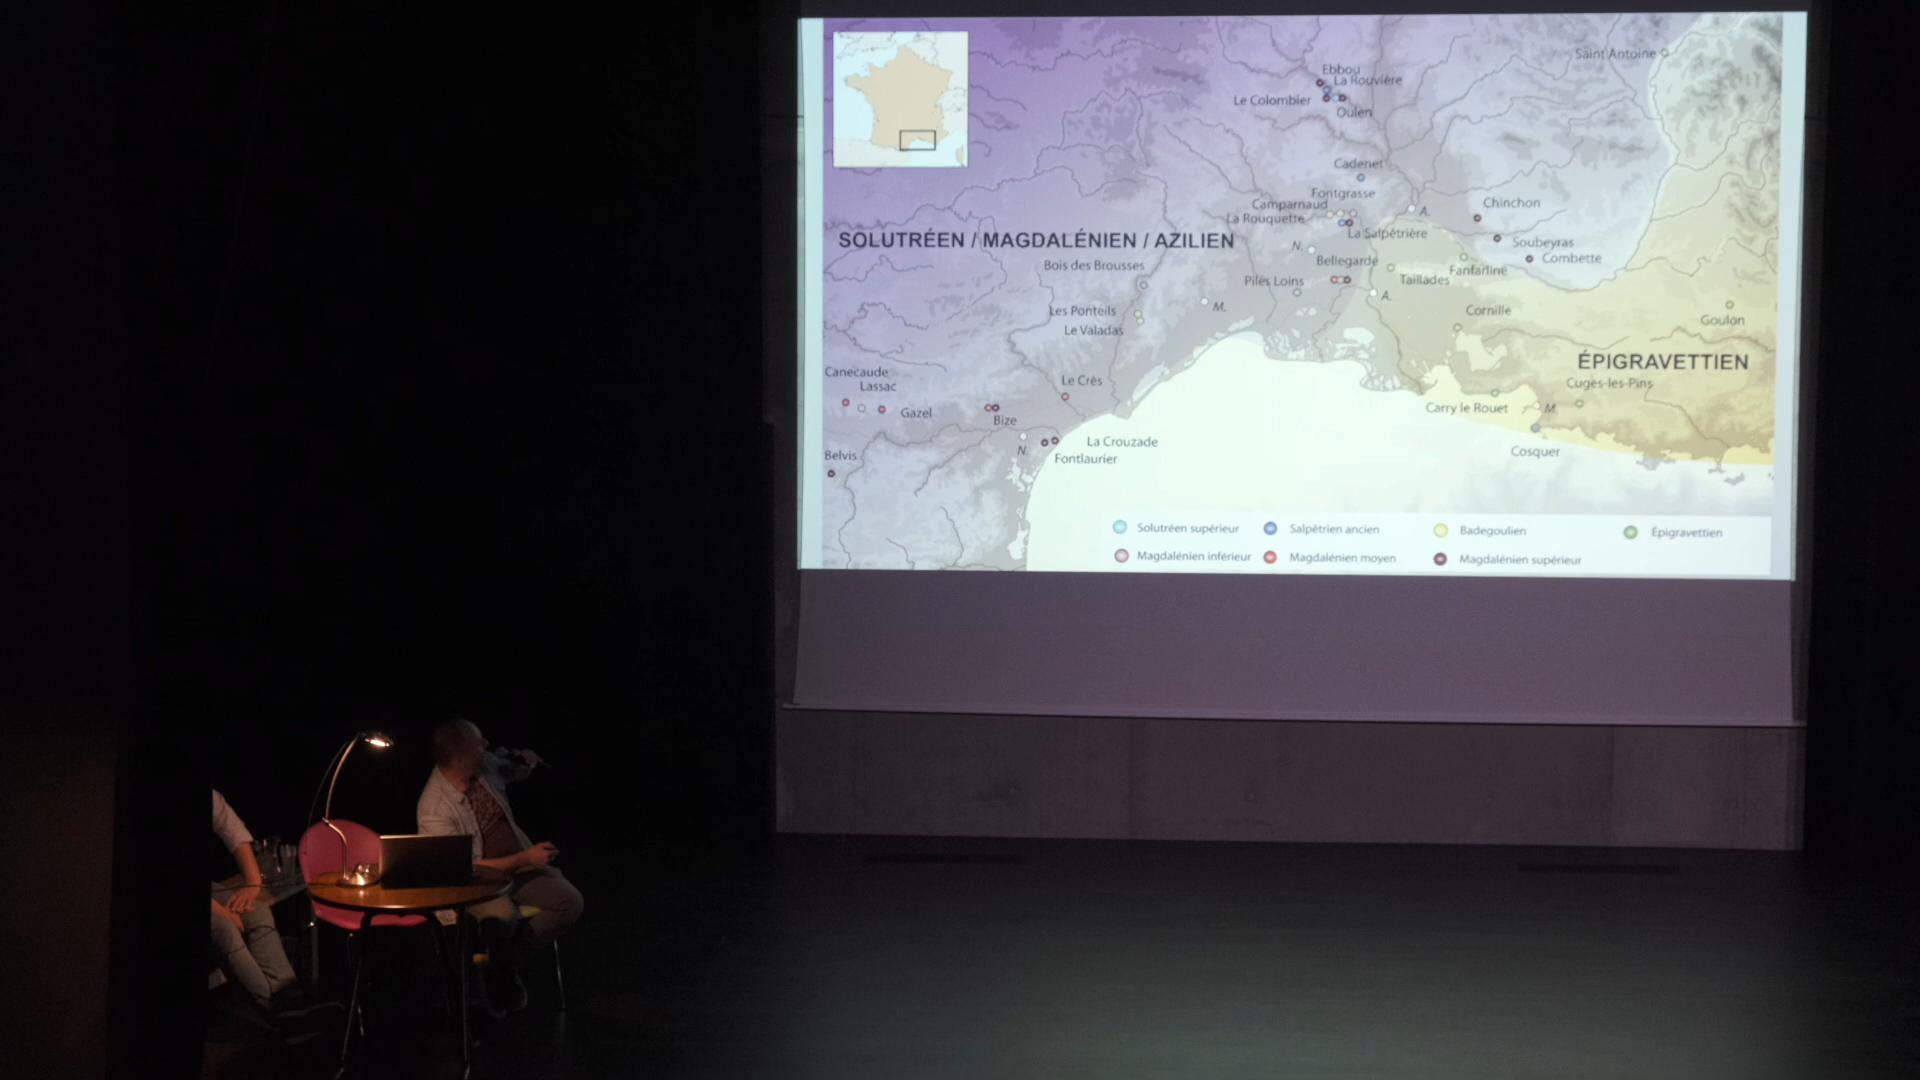 Saint Antoine
Ebbou
La Rouvière
Le Colombier
Oulen
Cadenet
Fontgrasse
Camparnaud
La Rouquette
A.
Chinchon
La Salpêtrière
SOLUTRÉEN / MAGDALÉNIEN / AZILIEN
N.
Soubeyras
Combette
Bois des Brousses
Bellegarde
Fanfarline
Taillades
Piles Loins
A.
M.
Les Ponteils
Le Valadas
Cornille
Goulon
ÉPIGRAVETTIEN
Canecaude
Lassac
Gazel
Le Crès
Cuges-les-Pins
Carry le Rouet
M.
Bize
N.
La Crouzade
Fontlaurier
Belvis
Cosquer
Solutréen supérieur
Salpêtrien ancien
Badegoulien
Épigravettien
Magdalénien inférieur
Magdalénien moyen
Magdalénien supérieur